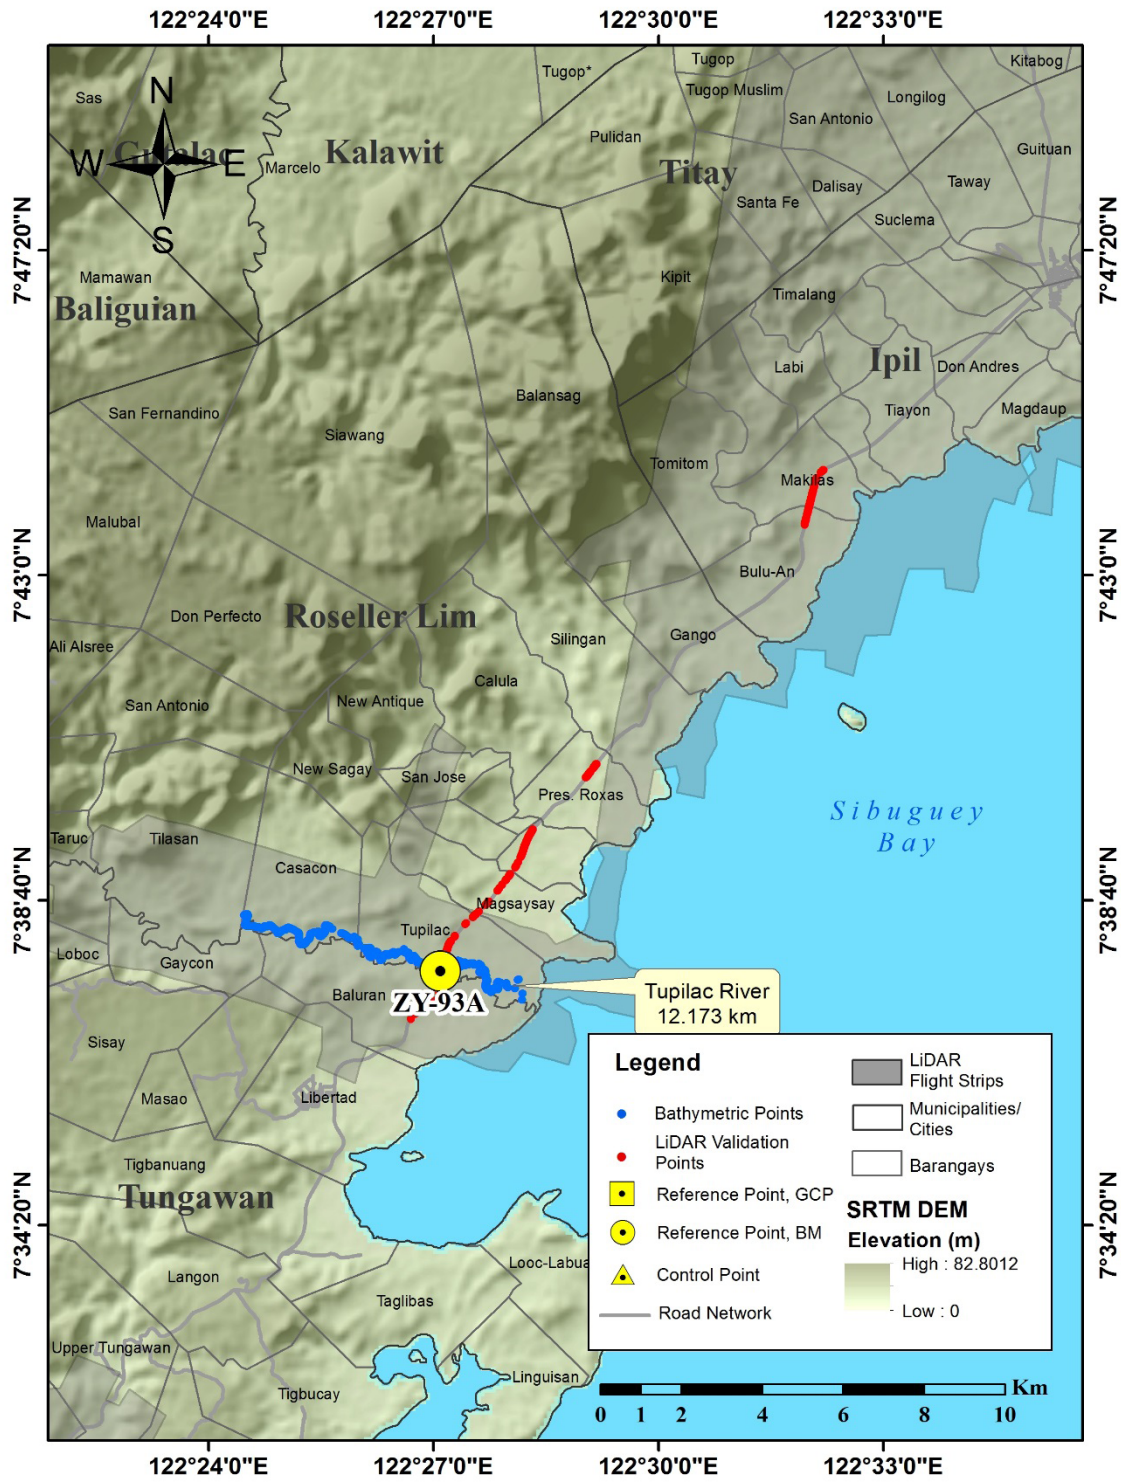 122°24'0"E 122°27'0"E 122°30'0"E 122°33'0"E
Tugop*
Tugop
Kitabog
Sas
Tugop Muslim
Longilog
N
San Antonio
Pulidan
Gutalac
Kalawit
Guituan
W E
Marcelo
Titay
Dalisay
Taway
Santa Fe
Suclema
S
7°47'20"N 7°47'20"N
Mamawan
Kipit
Timalang
Baliguian
Labi
Ipil
Don Andres
Balansag
San Fernandino
Tiayon
Magdaup
Siawang
Tomitom
Makilas
Malubal
7°43'0"N 7°43'0"N
Bulu-An
Don Perfecto
Roseller Lim
Gango
Silingan
Ali Alsree
Calula
New Antique
San Antonio
New Sagay
San Jose
Pres. Roxas
Sibuguey
Bay
Taruc
Tilasan
Casacon
7°38'40"N 7°38'40"N
Magsaysay
Tupilac
Loboc
Gaycon
Baluran
ZY-93A
Tupilac River
12.173 km
Sisay
Masao
Libertad
Tigbanuang
Tungawan
7°34'20"N 7°34'20"N
Langon
Looc-Labua
Taglibas
Upper Tungawan
Linguisan
Tigbucay
Legend
Bathymetric Points
LiDAR Validation
Points
Reference Point, GCP
Reference Point, BM
Control Point
Road Network
LiDAR
Flight Strips
Municipalities/
Cities
Barangays
SRTM DEM
Elevation (m)
High : 82.8012
Low : 0
Km
0 1 2 4 6 8 10
122°24'0"E 122°27'0"E 122°30'0"E 122°33'0"E